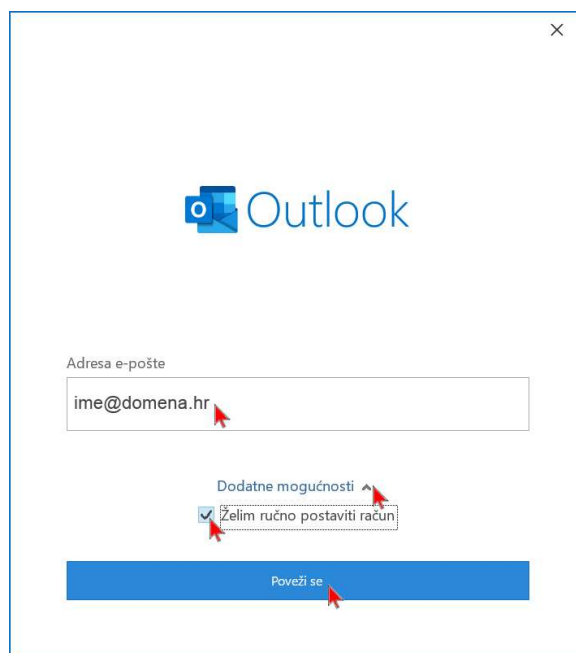 Outlook
Adresa e-pošte
ime@domena.hr
Dodatne mogućnosti
Želim ručno postaviti račun
Poveži se